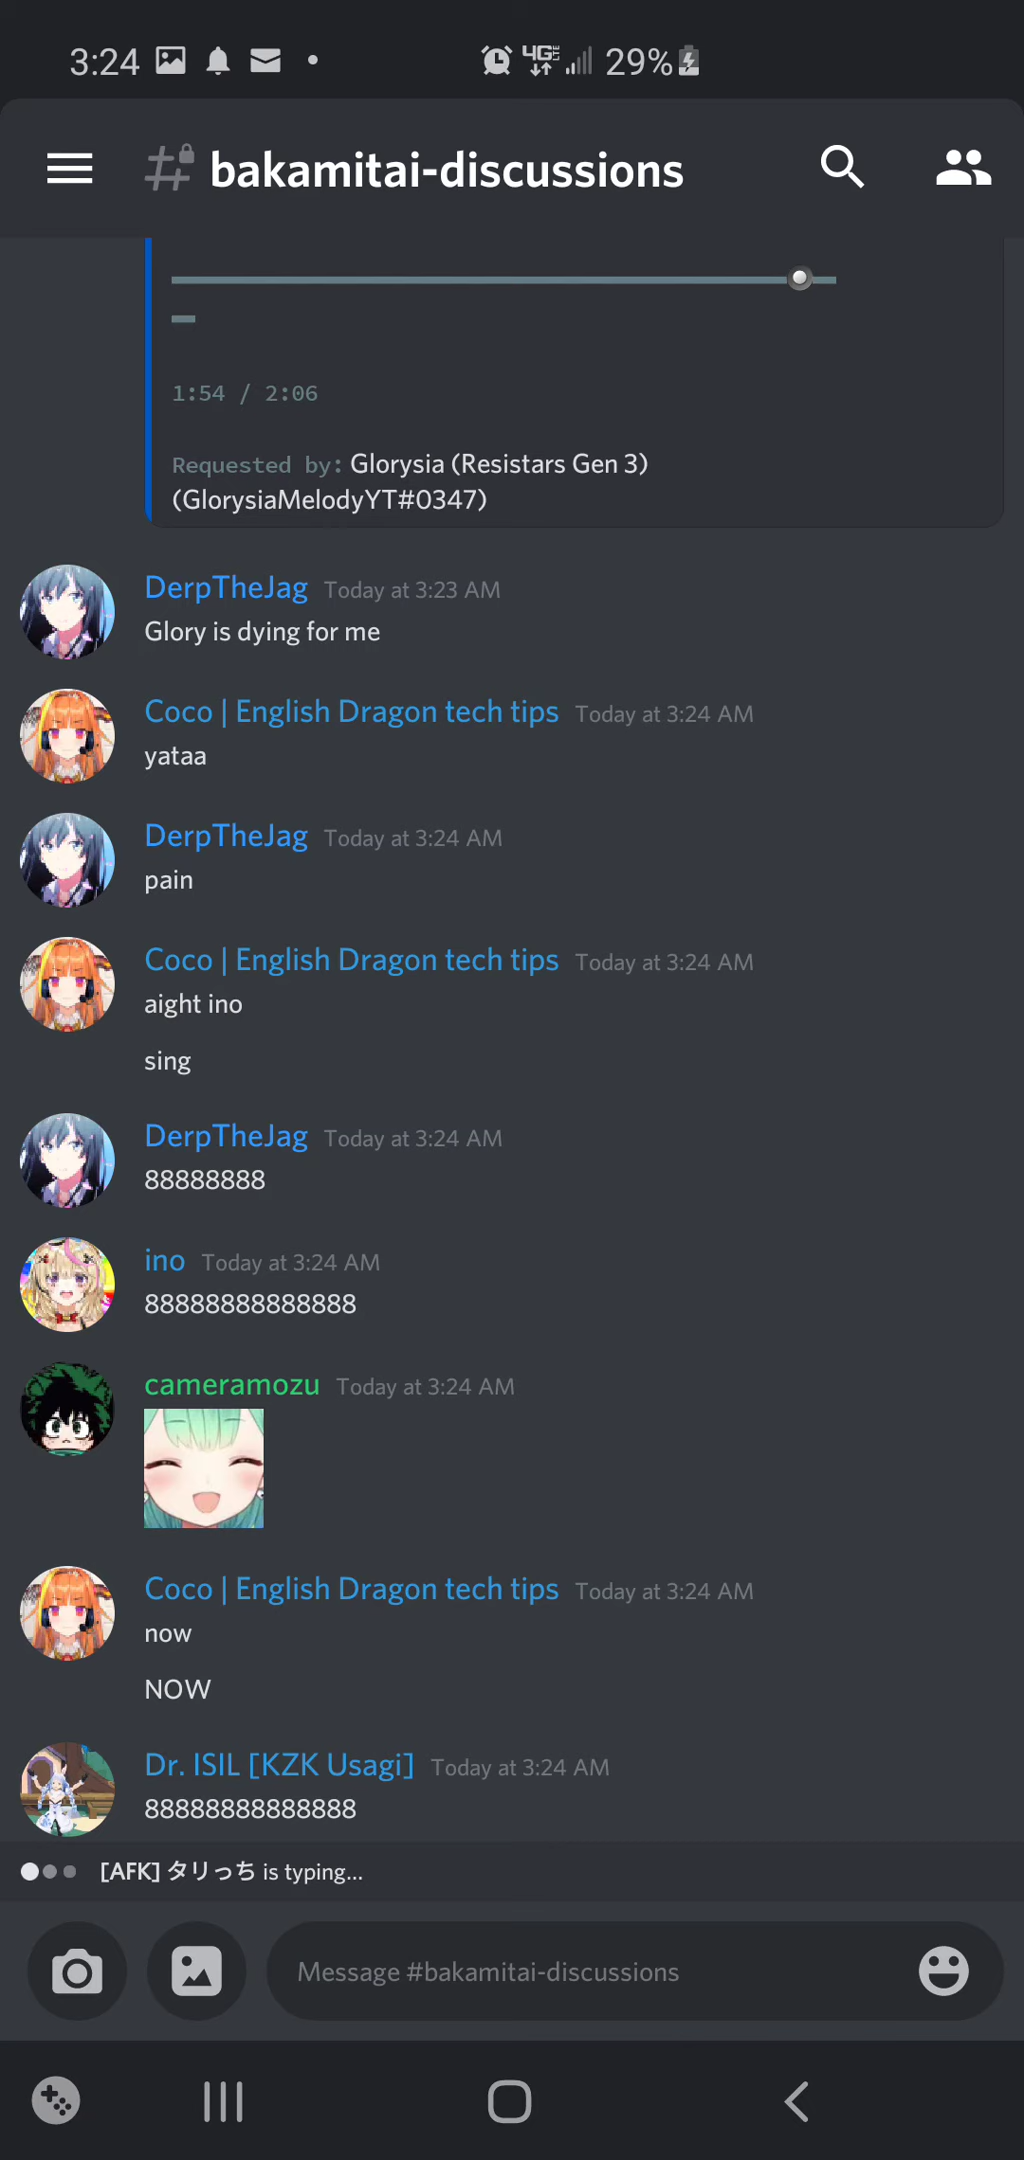 3:24 4G LTE 29%
bakamitai-discussions
1:54 / 2:06
Requested by: Glorysia (Resistars Gen 3)
(GlorysiaMelodyYT#0347)
DerpTheJag Today at 3:23 AM
Glory is dying for me
Coco | English Dragon tech tips Today at 3:24 AM
yataa
DerpTheJag Today at 3:24 AM
pain
Coco | English Dragon tech tips Today at 3:24 AM
aight ino
sing
DerpTheJag Today at 3:24 AM
88888888
ino Today at 3:24 AM
88888888888888
cameramozu Today at 3:24 AM
Coco | English Dragon tech tips Today at 3:24 AM
now
NOW
Dr. ISIL [KZK Usagi] Today at 3:24 AM
88888888888888
[AFK] タリっち is typing...
Message #bakamitai-discussions